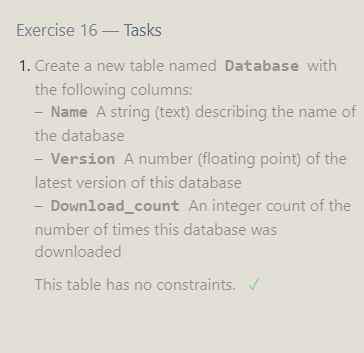 Exercise 16 — Tasks
1. Create a new table named Database with
the following columns:
– Name A string (text) describing the name of
the database
– Version A number (floating point) of the
latest version of this database
– Download_count An integer count of the
number of times this database was
downloaded
This table has no constraints. ✓